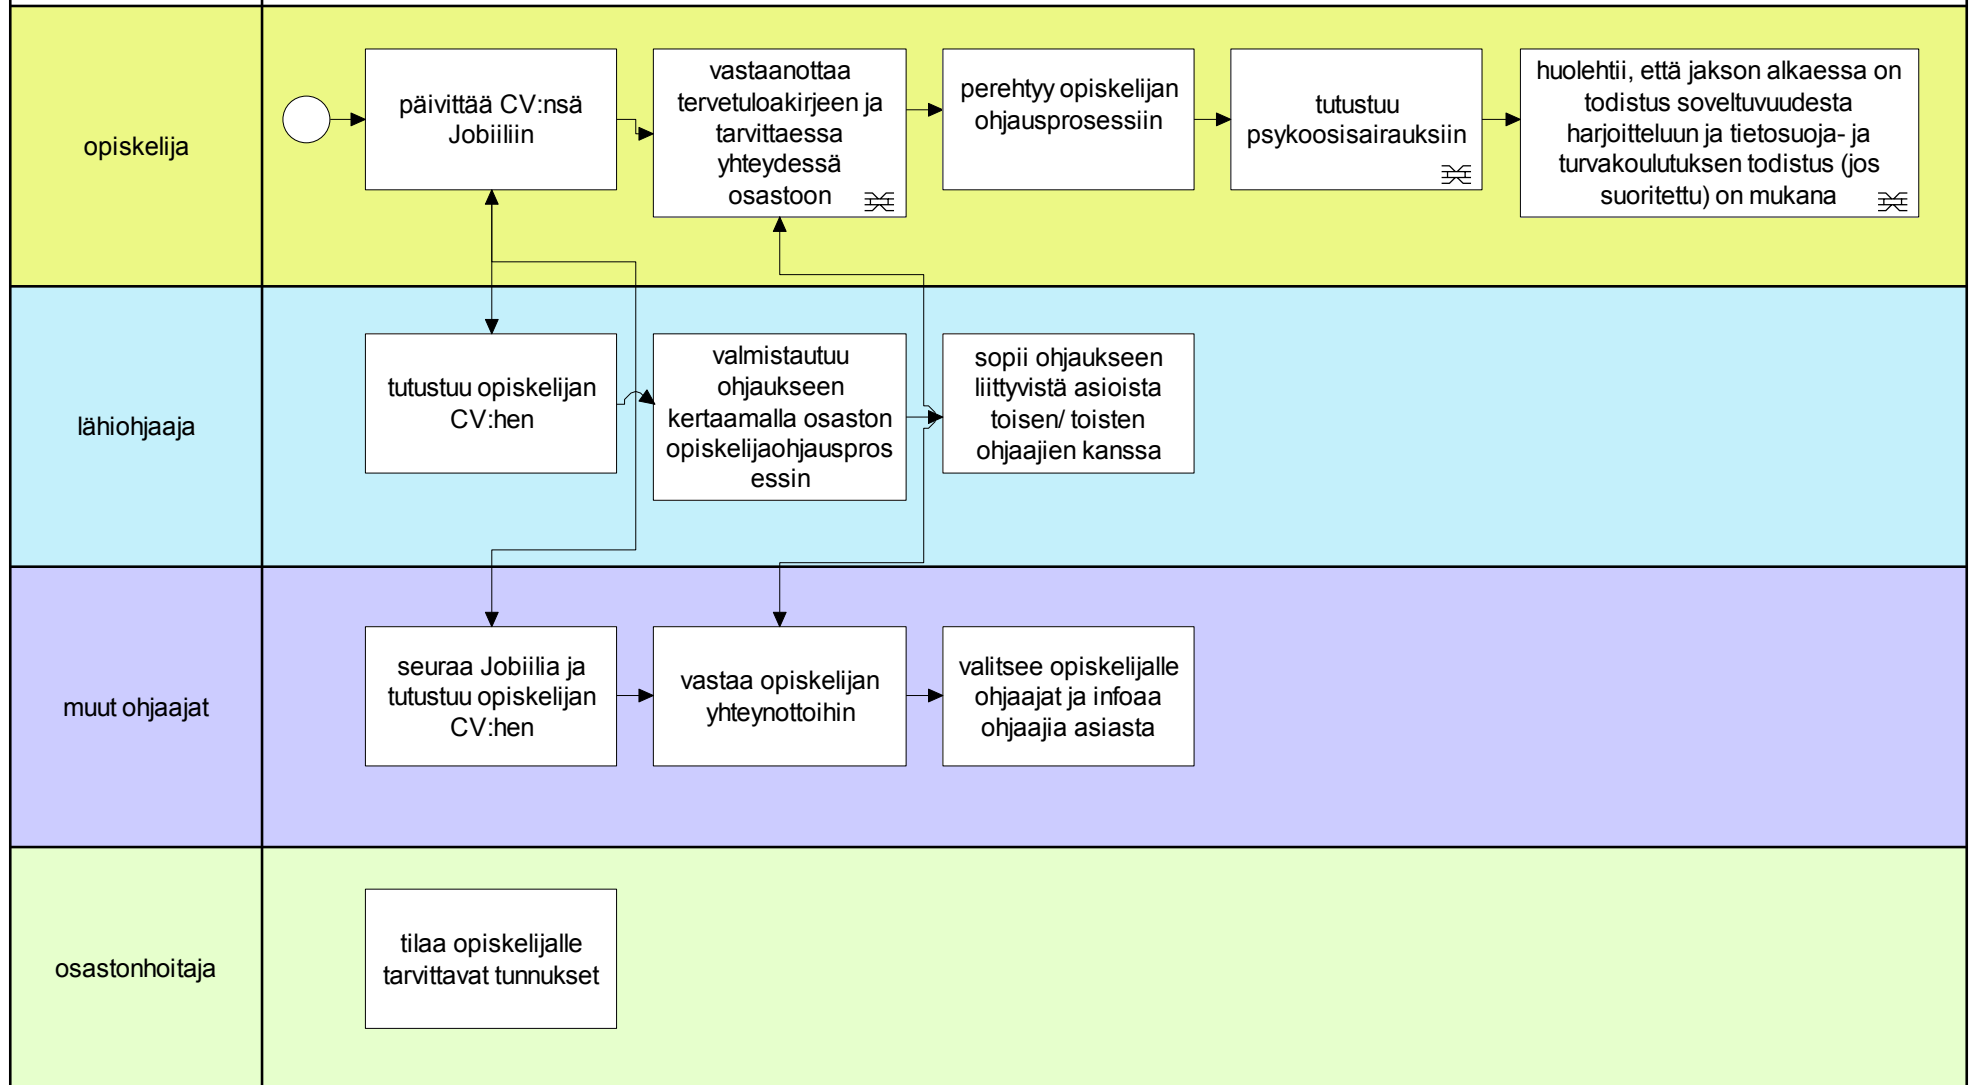 opiskelija
päivittää CV:nsä
Jobiiliin
vastaanottaa
tervetuloakirjeen ja
tarvittaessa
yhteydessä
osastoon
perehtyy opiskelijan
ohjausprosessiin
tutustuu
psykoosisairauksiin
huolehtii, että jakson alkaessa on
todistus soveltuvuudesta
harjoitteluun ja tietosuoja- ja
turvakoulutuksen todistus (jos
suoritettu) on mukana
lähiohjaaja
tutustuu opiskelijan
CV:hen
valmistautuu
ohjaukseen
kertaamalla osaston
opiskelijaohjauspros
essin
sopii ohjaukseen
liittyvistä asioista
toisen/ toisten
ohjaajien kanssa
muut ohjaajat
seuraa Jobiilia ja
tutustuu opiskelijan
CV:hen
vastaa opiskelijan
yhteynottoihin
valitsee opiskelijalle
ohjaajat ja infoaa
ohjaajia asiasta
osastonhoitaja
tilaa opiskelijalle
tarvittavat tunnukset